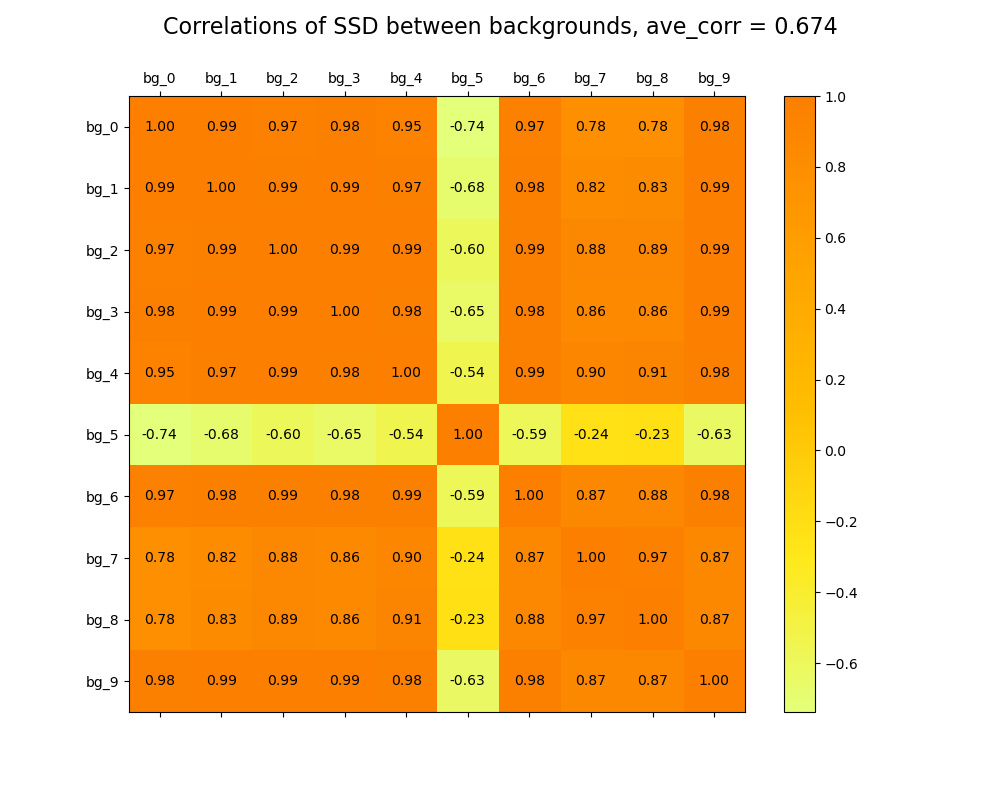 Correlations of SSD between backgrounds, ave_corr = 0.674
bg_0 bg_1 bg_2 bg_3 bg_4 bg_5 bg_6 bg_7 bg_8 bg_9
bg_0 1.00 0.99 0.97 0.98 0.95 -0.74 0.97 0.78 0.78 0.98
bg_1 0.99 1.00 0.99 0.99 0.97 -0.68 0.98 0.82 0.83 0.99
bg_2 0.97 0.99 1.00 0.99 0.99 -0.60 0.99 0.88 0.89 0.99
bg_3 0.98 0.99 0.99 1.00 0.98 -0.65 0.98 0.86 0.86 0.99
bg_4 0.95 0.97 0.99 0.98 1.00 -0.54 0.99 0.90 0.91 0.98
bg_5 -0.74 -0.68 -0.60 -0.65 -0.54 1.00 -0.59 -0.24 -0.23 -0.63
bg_6 0.97 0.98 0.99 0.98 0.99 -0.59 1.00 0.87 0.88 0.98
bg_7 0.78 0.82 0.88 0.86 0.90 -0.24 0.87 1.00 0.97 0.87
bg_8 0.78 0.83 0.89 0.86 0.91 -0.23 0.88 0.97 1.00 0.87
bg_9 0.98 0.99 0.99 0.99 0.98 -0.63 0.98 0.87 0.87 1.00
1.0
0.8
0.6
0.4
0.2
0.0
−0.2
−0.4
−0.6